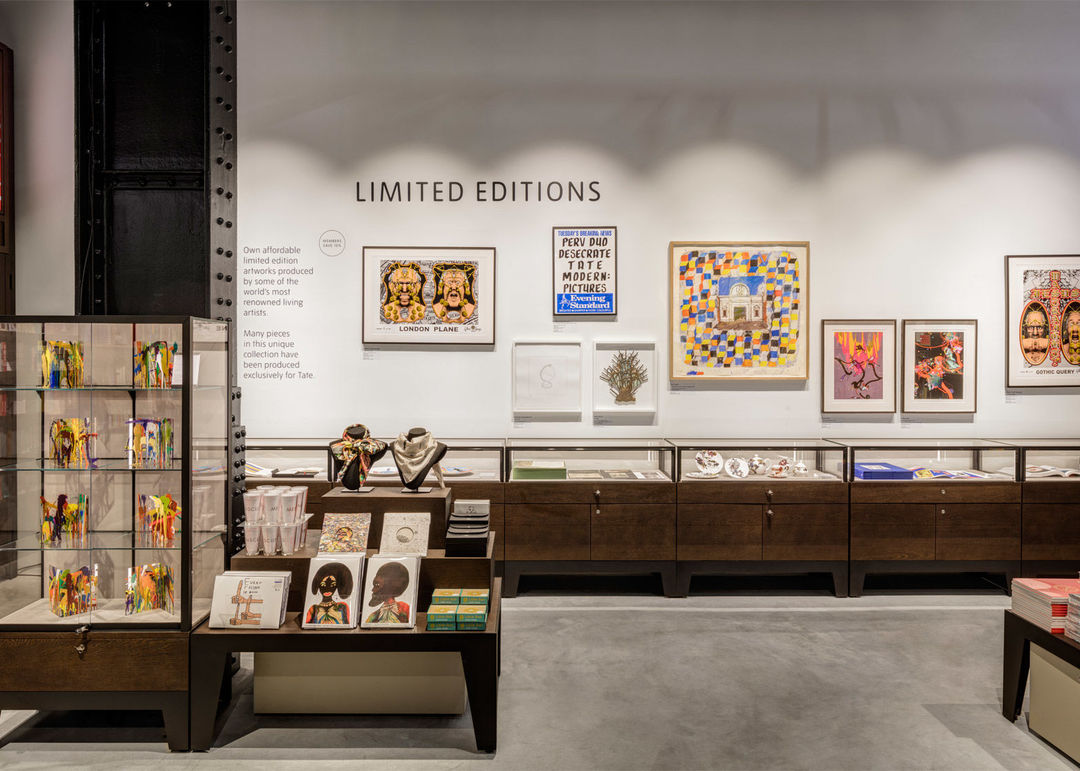 LIMITED EDITIONS
MEMBERS
SAVE 10%
Own affordable
limited edition
artworks produced
by some of the
world's most
renowned living
artists.
Many pieces
in this unique
collection have
been produced
exclusively for Tate.
LONDON PLANE
TUESDAY'S BREAKING NEWS
PERV DUO
DESECRATE
TATE
MODERN:
PICTURES
Evening
Standard
GOTHIC QUERY